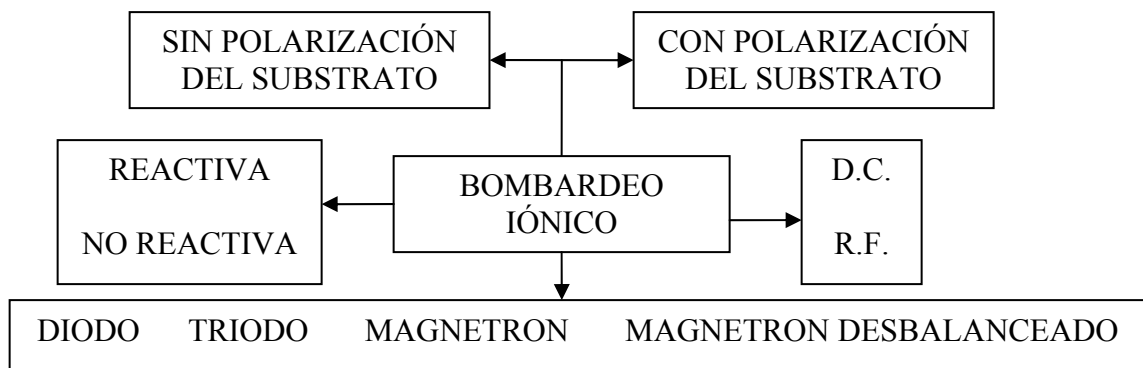 SIN POLARIZACIÓN
DEL SUBSTRATO
CON POLARIZACIÓN
DEL SUBSTRATO
REACTIVA
NO REACTIVA
BOMBARDEO
IÓNICO
D.C.
R.F.
DIODO TRIODO MAGNETRON MAGNETRON DESBALANCEADO